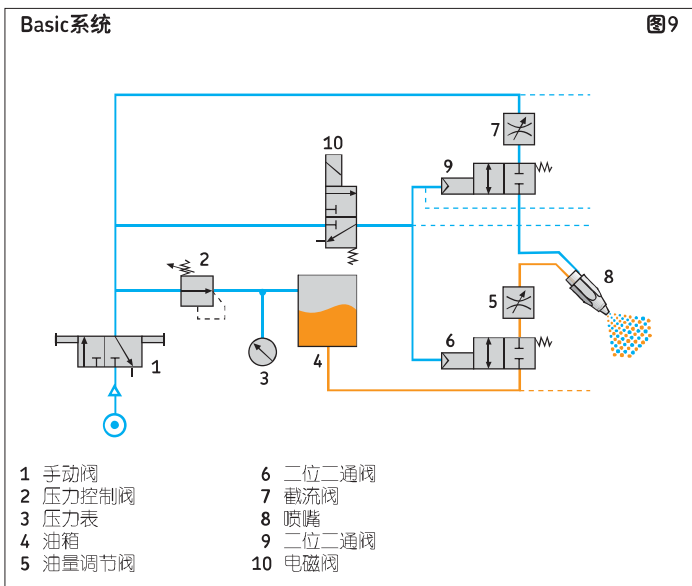 Basic系统
图9
7
10
9
2
8
5
6
1
3
4
1 手动阀
2 压力控制阀
3 压力表
4 油箱
5 油量调节阀
6 二位二通阀
7 截流阀
8 喷嘴
9 二位二通阀
10 电磁阀